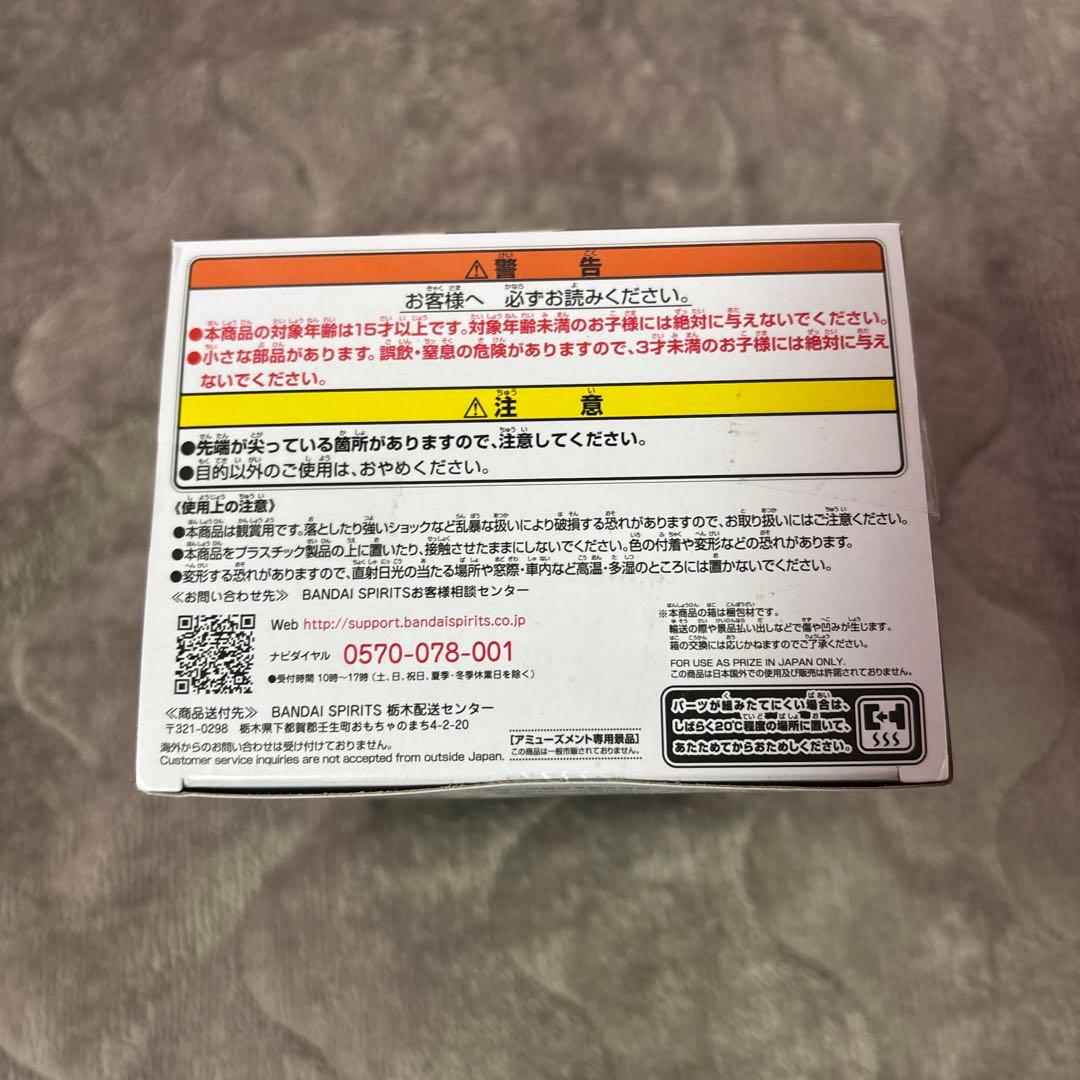 ⚠警告
お客様へ 必ずお読みください。
●本商品の対象年齢は15才以上です。対象年齢未満のお子様には絶対に与えないでください。
●小さな部品があります。誤飲・窒息の危険がありますので、3才未満のお子様には絶対に与え
ないでください。
⚠注意
●先端が尖っている箇所がありますので、注意してください。
●目的以外のご使用は、おやめください。
《使用上の注意》
●本商品は観賞用です。落としたり強いショックなど乱暴な扱いにより破損する恐れがありますので、お取り扱いにはご注意ください。
●本商品をプラスチック製品の上に置いたり、接触させたままにしないでください。色の付着や変形などの恐れがあります。
●変形する恐れがありますので、直射日光の当たる場所や窓際・車内など高温・多湿のところには置かないでください。
≪お問い合わせ先≫ BANDAI SPIRITSお客様相談センター
Web http://support.bandaispirits.co.jp
ナビダイヤル 0570-078-001
●受付時間 10時〜17時(土、日、祝日、夏季・冬季休業日を除く)
≪商品送付先≫ BANDAI SPIRITS 栃木配送センター
〒321-0298 栃木県下都賀郡壬生町おもちゃのまち4-2-20
海外からのお問い合わせは受け付けておりません。
Customer service inquiries are not accepted from outside Japan.
[アミューズメント専用景品]
この商品は一般市販されておりません。
※本商品の箱は梱包材です。
輸送の際や景品払い出しなどで傷や凹みが生じます。
箱の交換には応じかねますのでご了承ください。
FOR USE AS PRIZE IN JAPAN ONLY.
この商品は日本国外での使用及び販売は許諾されておりません。
パーツが組みたてにくい場合は、
しばらく20℃程度の場所に置いて、
あたためてからおためしください。